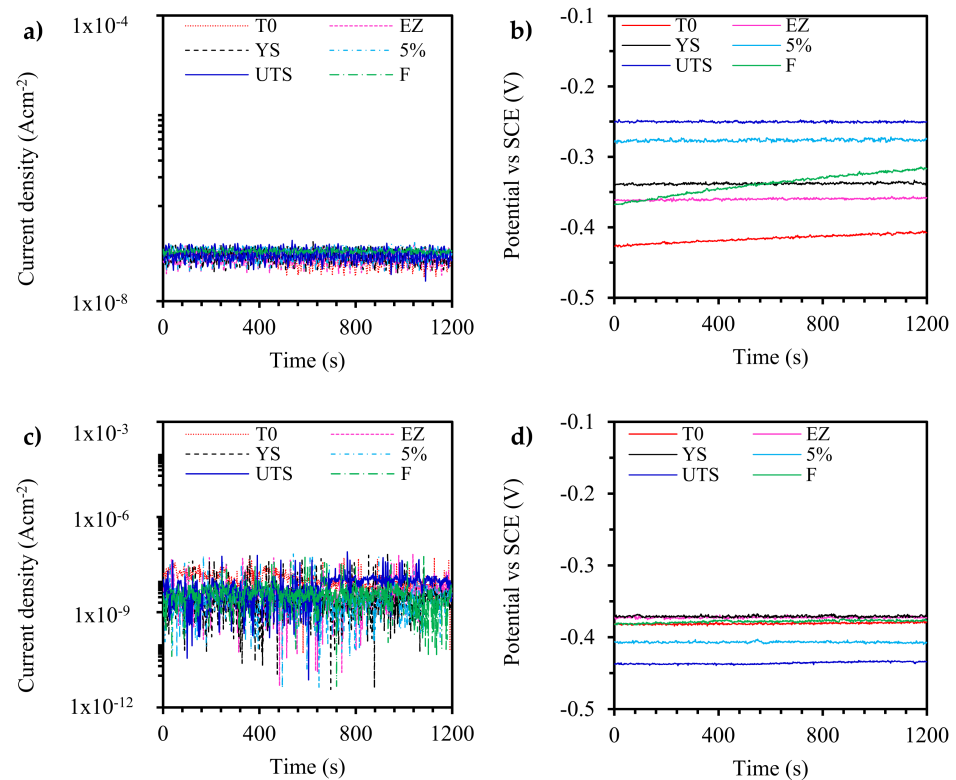 a)
Current density (Acm-2)
1x10-4
1x10-8
T0
EZ
YS
5%
UTS
F
0
400
800
1200
Time (s)
b)
Potential vs SCE (V)
-0.1
-0.2
-0.3
-0.4
-0.5
T0
EZ
YS
5%
UTS
F
0
400
800
1200
Time (s)
c)
Current density (Acm-2)
1x10-3
1x10-6
1x10-9
1x10-12
T0
EZ
YS
5%
UTS
F
0
400
800
1200
Time (s)
d)
Potential vs SCE (V)
-0.1
-0.2
-0.3
-0.4
-0.5
T0
EZ
YS
5%
UTS
F
0
400
800
1200
Time (s)